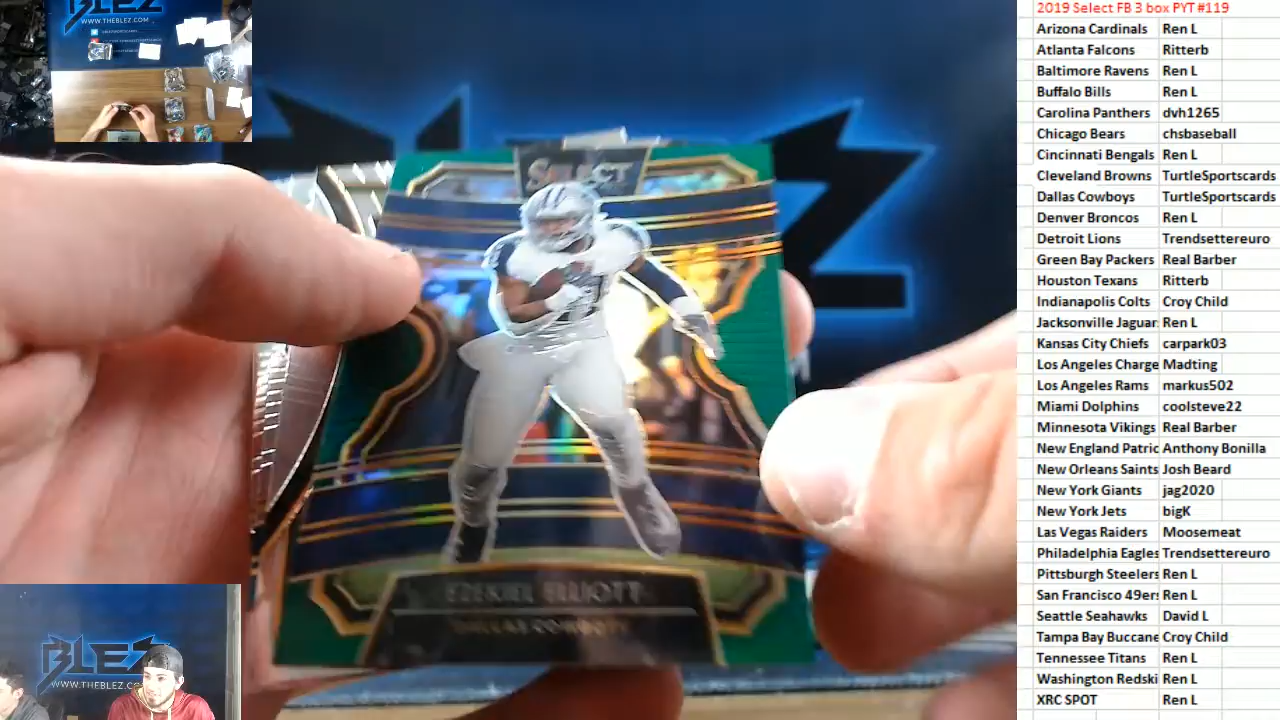 BLEZ
WWW.THEBLEZ.COM
SELECT
EZEKIEL ELLIOTT
DALLAS COWBOYS
BLEZ
WWW.THEBLEZ.CO
2019 Select FB 3 box PYT #119
Arizona Cardinals Ren L
Atlanta Falcons Ritterb
Baltimore Ravens Ren L
Buffalo Bills Ren L
Carolina Panthers dvh1265
Chicago Bears chsbaseball
Cincinnati Bengals Ren L
Cleveland Browns TurtleSportscards
Dallas Cowboys TurtleSportscards
Denver Broncos Ren L
Detroit Lions Trendsettereuro
Green Bay Packers Real Barber
Houston Texans Ritterb
Indianapolis Colts Croy Child
Jacksonville Jaguar Ren L
Kansas City Chiefs carpark03
Los Angeles Charge Madting
Los Angeles Rams markus502
Miami Dolphins coolsteve22
Minnesota Vikings Real Barber
New England Patric Anthony Bonilla
New Orleans Saints Josh Beard
New York Giants jag2020
New York Jets bigK
Las Vegas Raiders Moosemeat
Philadelphia Eagles Trendsettereuro
Pittsburgh Steelers Ren L
San Francisco 49ers Ren L
Seattle Seahawks David L
Tampa Bay Buccane Croy Child
Tennessee Titans Ren L
Washington Redski Ren L
XRC SPOT Ren L